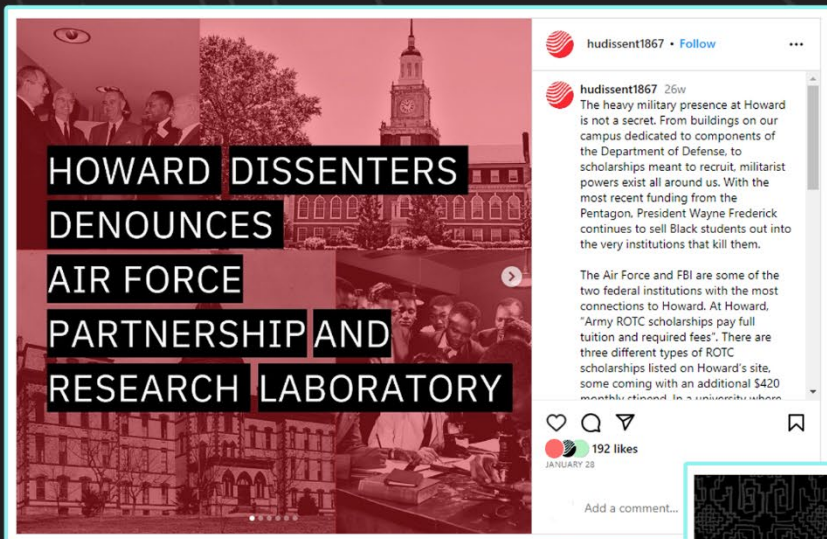 HOWARD DISSENTERS
DENOUNCES
AIR FORCE
PARTNERSHIP AND
RESEARCH LABORATORY
hudissent1867 • Follow
hudissent1867 26w
The heavy military presence at Howard
is not a secret. From buildings on our
campus dedicated to components of
the Department of Defense, to
scholarships meant to recruit, militarist
powers exist all around us. With the
most recent funding from the
Pentagon, President Wayne Frederick
continues to sell Black students out into
the very institutions that kill them.
The Air Force and FBI are some of the
two federal institutions with the most
connections to Howard. At Howard,
"Army ROTC scholarships pay full
tuition and required fees". There are
three different types of ROTC
scholarships listed on Howard's site,
some coming with an additional $420
monthly stipend. In a university where
192 likes
JANUARY 28
Add a comment...